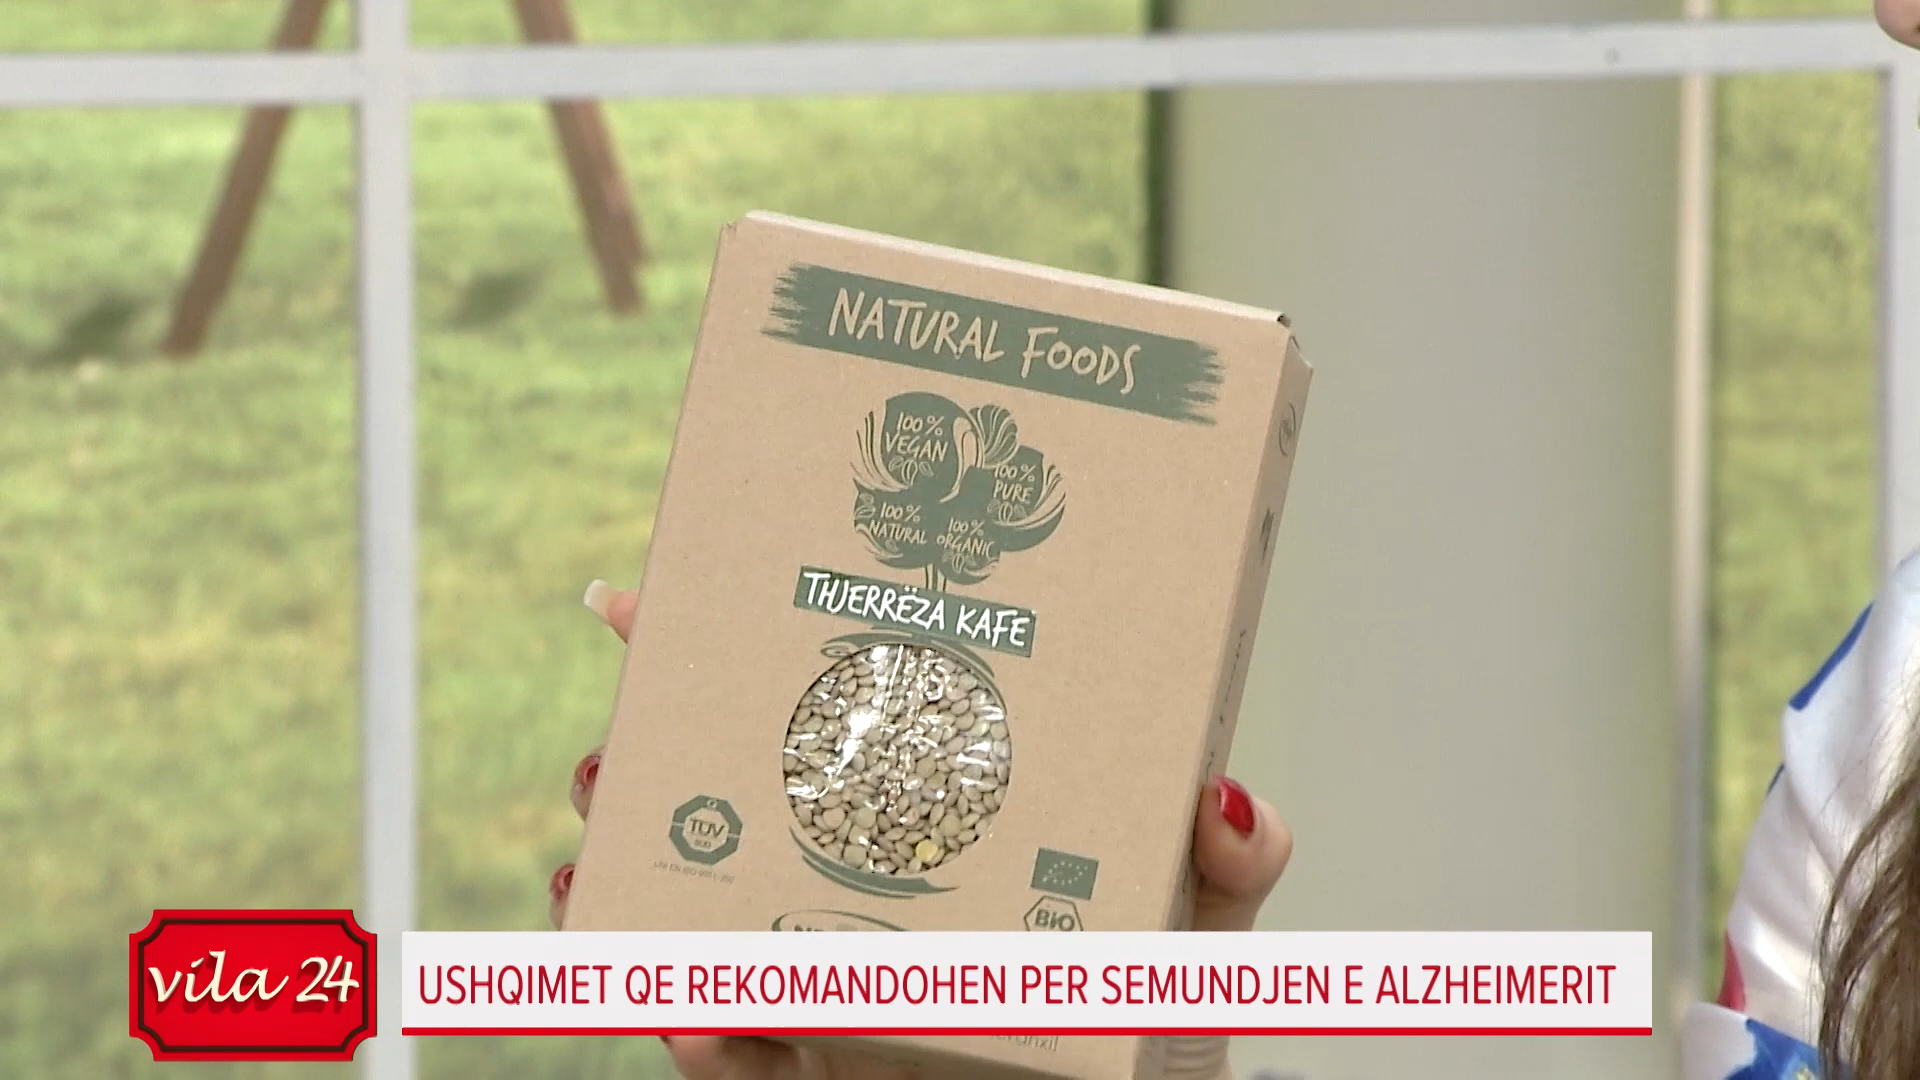 NATURAL FOODS
100%
VEGAN
100%
PURE
100%
NATURAL
100%
ORGANIC
THJERRËZA KAFE
TÜV
SÜD
BIO
vila 24
USHQIMET QE REKOMANDOHEN PER SEMUNDJEN E ALZHEIMERIT